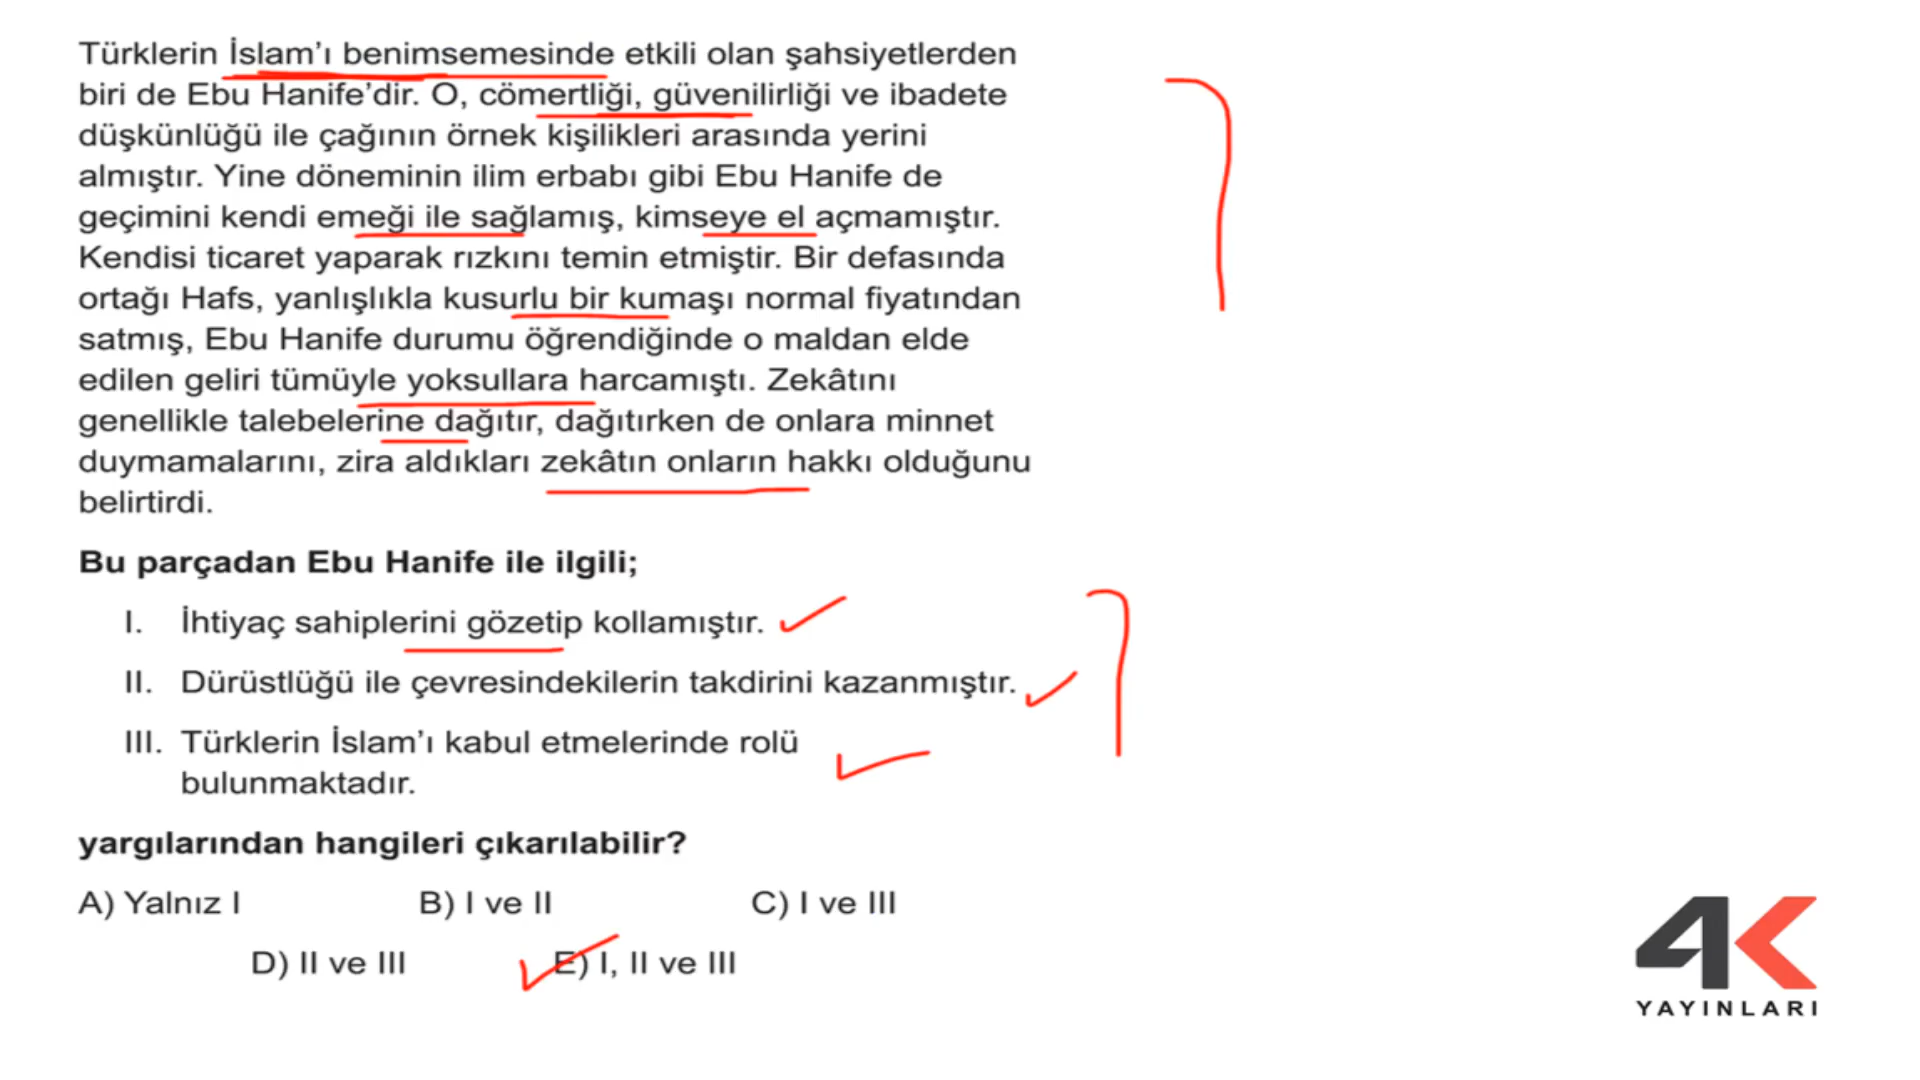 Türklerin İslam’ı benimsemesinde etkili olan şahsiyetlerden
biri de Ebu Hanife’dir. O, cömertliği, güvenilirliği ve ibadete
düşkünlüğü ile çağının örnek kişilikleri arasında yerini
almıştır. Yine döneminin ilim erbabı gibi Ebu Hanife de
geçimini kendi emeği ile sağlamış, kimseye el açmamıştır.
Kendisi ticaret yaparak rızkını temin etmiştir. Bir defasında
ortağı Hafs, yanlışlıkla kusurlu bir kumaşı normal fiyatından
satmış, Ebu Hanife durumu öğrendiğinde o maldan elde
edilen geliri tümüyle yoksullara harcamıştı. Zekâtını
genellikle talebelerine dağıtır, dağıtırken de onlara minnet
duymamalarını, zira aldıkları zekâtın onların hakkı olduğunu
belirtirdi.
Bu parçadan Ebu Hanife ile ilgili;
I. İhtiyaç sahiplerini gözetip kollamıştır.
II. Dürüstlüğü ile çevresindekilerin takdirini kazanmıştır.
III. Türklerin İslam’ı kabul etmelerinde rolü
bulunmaktadır.
yargılarından hangileri çıkarılabilir?
A) Yalnız I B) I ve II C) I ve III
D) II ve III E) I, II ve III
4K
YAYINLARI